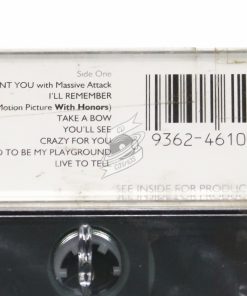 Side One
NT YOU with Massive Attack
I'LL REMEMBER
Motion Picture With Honors)
TAKE A BOW
YOU'LL SEE
CRAZY FOR YOU
D TO BE MY PLAYGROUND
LIVE TO TELL
9362-4610
SEE INSIDE FOR PRODUC